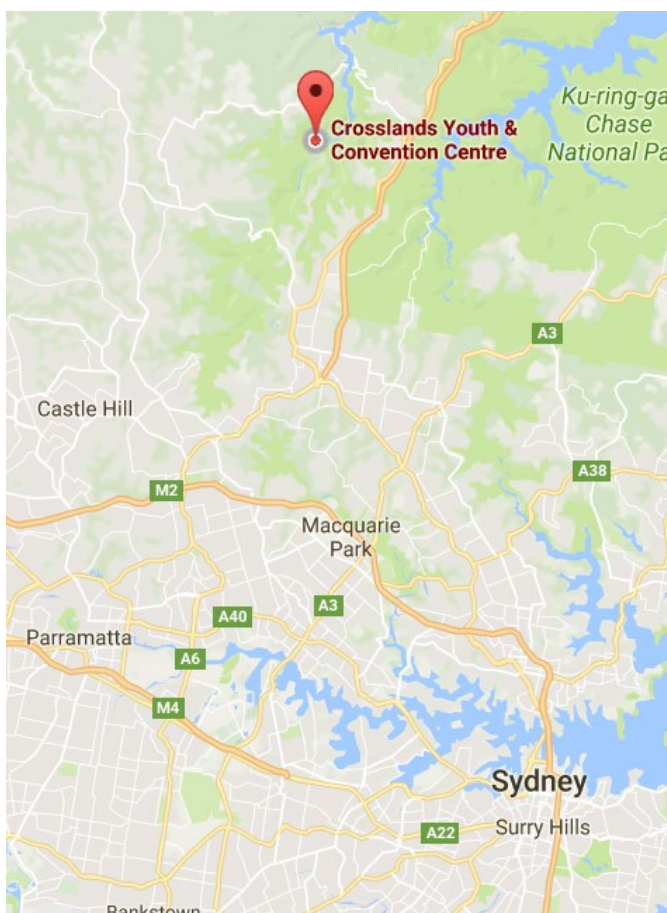 Ku-ring-ga
Chase
National Pa
Crosslands Youth &
Convention Centre
A3
Castle Hill
A38
M2
Macquarie
Park
A3
A40
Parramatta
A6
M4
Sydney
Surry Hills
A22
Bankstown